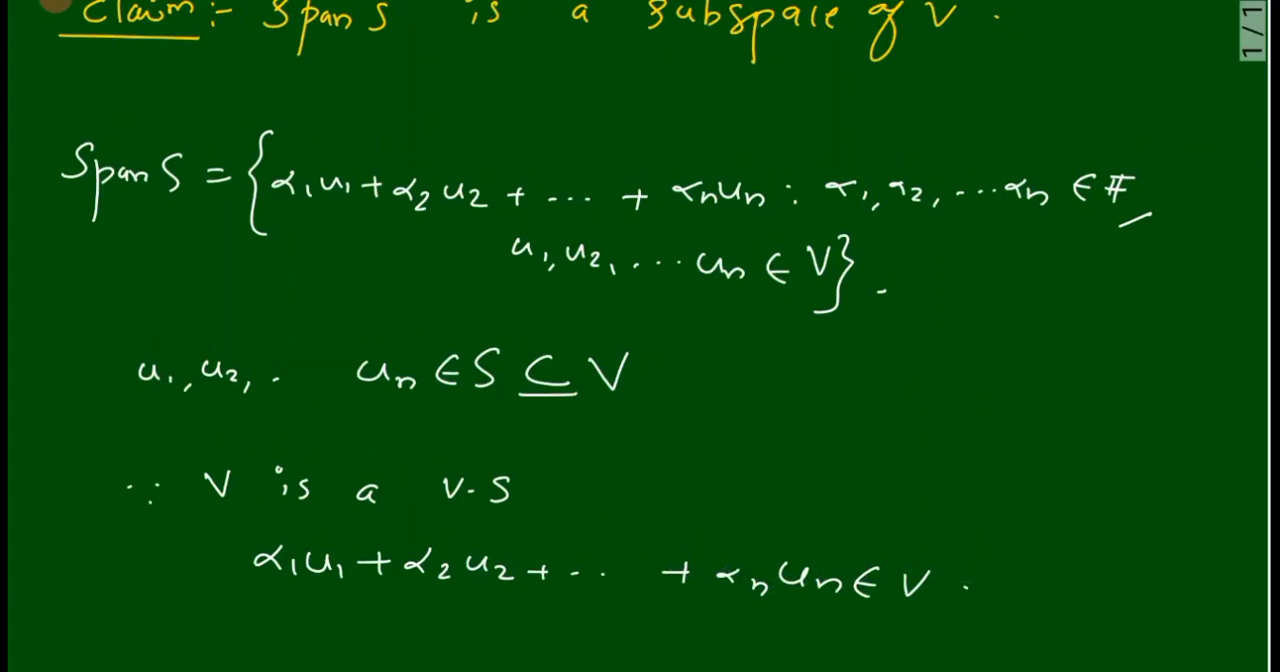 Claim :- Span S is a subspace of V .
Span S = { α₁u₁ + α₂u₂ + ... + αₙuₙ : α₁, α₂, ... αₙ ∈ F,
u₁, u₂, ... uₙ ∈ V } .
u₁, u₂, . uₙ ∈ S ⊆ V
∵ V is a v.s
α₁u₁ + α₂u₂ + .. + αₙuₙ ∈ V .
1/1